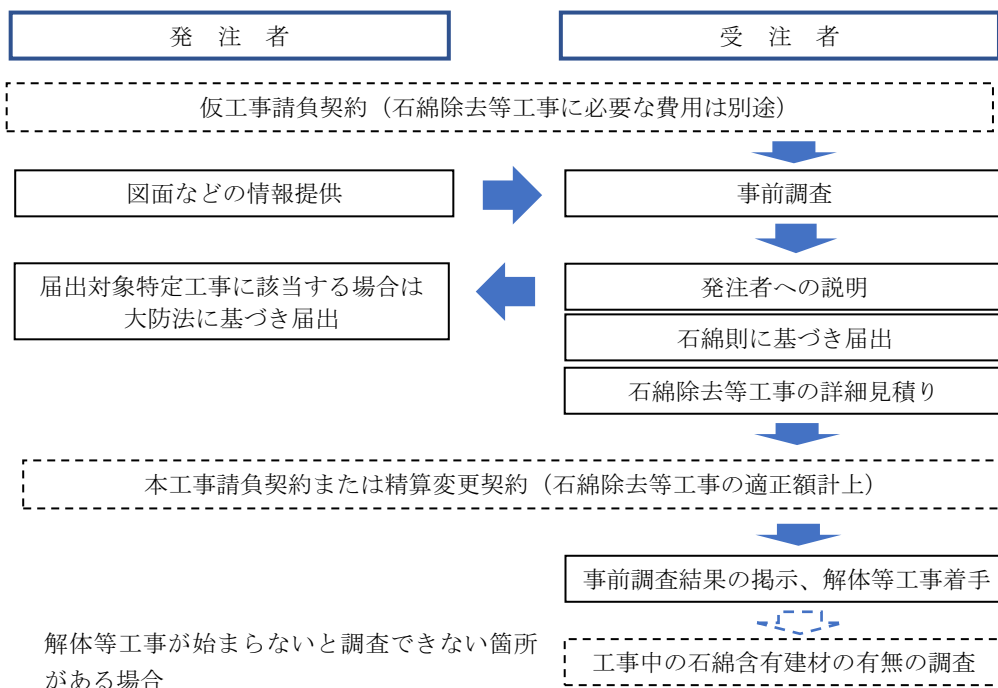 発 注 者
受 注 者
仮工事請負契約（石綿除去等工事に必要な費用は別途）
図面などの情報提供
事前調査
届出対象特定工事に該当する場合は
大防法に基づき届出
発注者への説明
石綿則に基づき届出
石綿除去等工事の詳細見積り
本工事請負契約または精算変更契約（石綿除去等工事の適正額計上）
事前調査結果の掲示、解体等工事着手
解体等工事が始まらないと調査できない箇所
がある場合
工事中の石綿含有建材の有無の調査